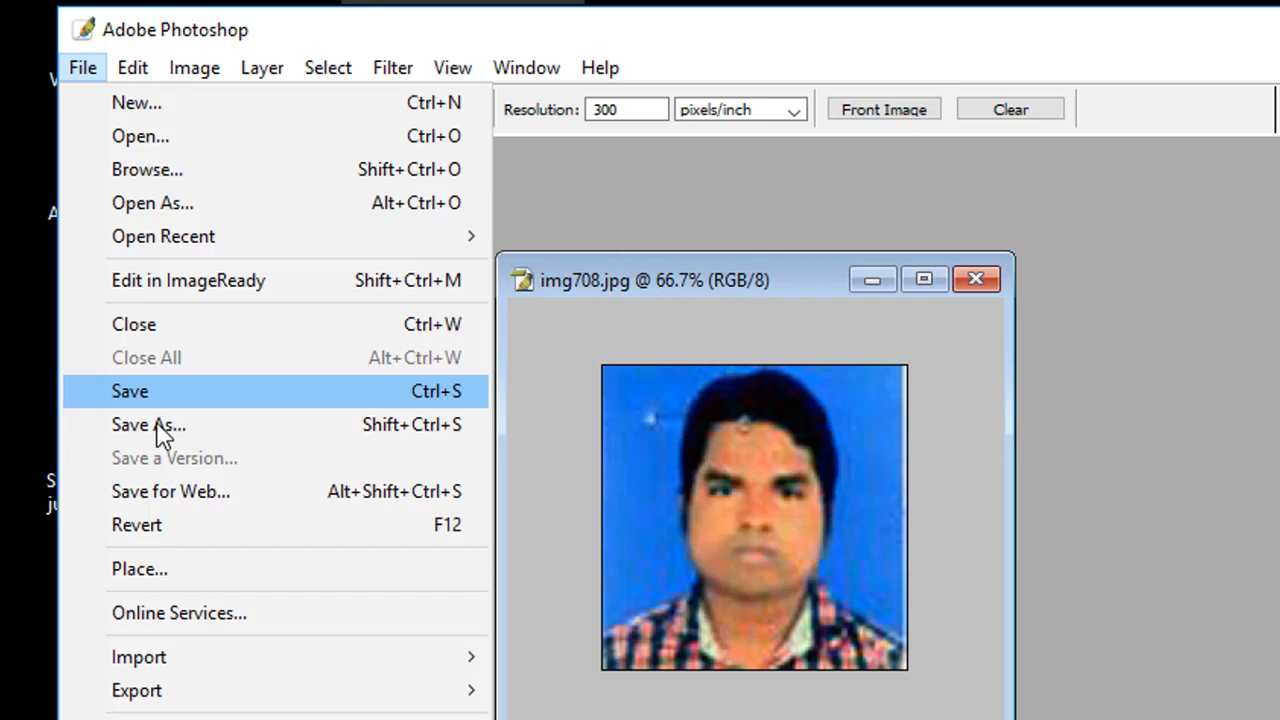 Adobe Photoshop
File Edit Image Layer Select Filter View Window Help
New... Ctrl+N
Resolution: 300 pixels/inch Front Image Clear
Open... Ctrl+O
Browse... Shift+Ctrl+O
Open As... Alt+Ctrl+O
Open Recent
Edit in ImageReady Shift+Ctrl+M
img708.jpg @ 66.7% (RGB/8)
Close Ctrl+W
Close All Alt+Ctrl+W
Save Ctrl+S
Save As... Shift+Ctrl+S
Save a Version...
Save for Web... Alt+Shift+Ctrl+S
Revert F12
Place...
Online Services...
Import
Export